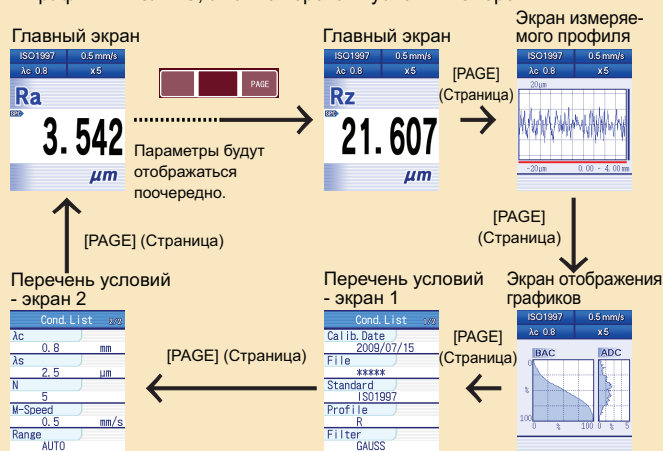 Главный экран
ISO1997 0.5 mm/s
λc 0.8 x5
Ra
3.542
µm
PAGE
Параметры будут
отображаться
поочередно.
Главный экран
ISO1997 0.5 mm/s
λc 0.8 x5
Rz
21.607
µm
[PAGE]
(Страница)
Экран измеряе-
мого профиля
ISO1997 0.5 mm/s
λc 0.8 x5
20µm
-20µm 0.00 - 4.00 mm
[PAGE]
(Страница)
Экран отображения
графиков
ISO1997 0.5 mm/s
λc 0.8 x5
BAC ADC
0
%
100
0 % 100 0 % 5
[PAGE]
(Страница)
Перечень условий
- экран 1
Cond.List 1/2
Calib.Date
2009/07/15
File
*****
Standard
ISO1997
Profile
R
Filter
GAUSS
[PAGE] (Страница)
Перечень условий
- экран 2
Cond.List 2/2
λc
0.8 mm
λs
2.5 µm
N
5
M-Speed
0.5 mm/s
Range
AUTO
[PAGE] (Страница)